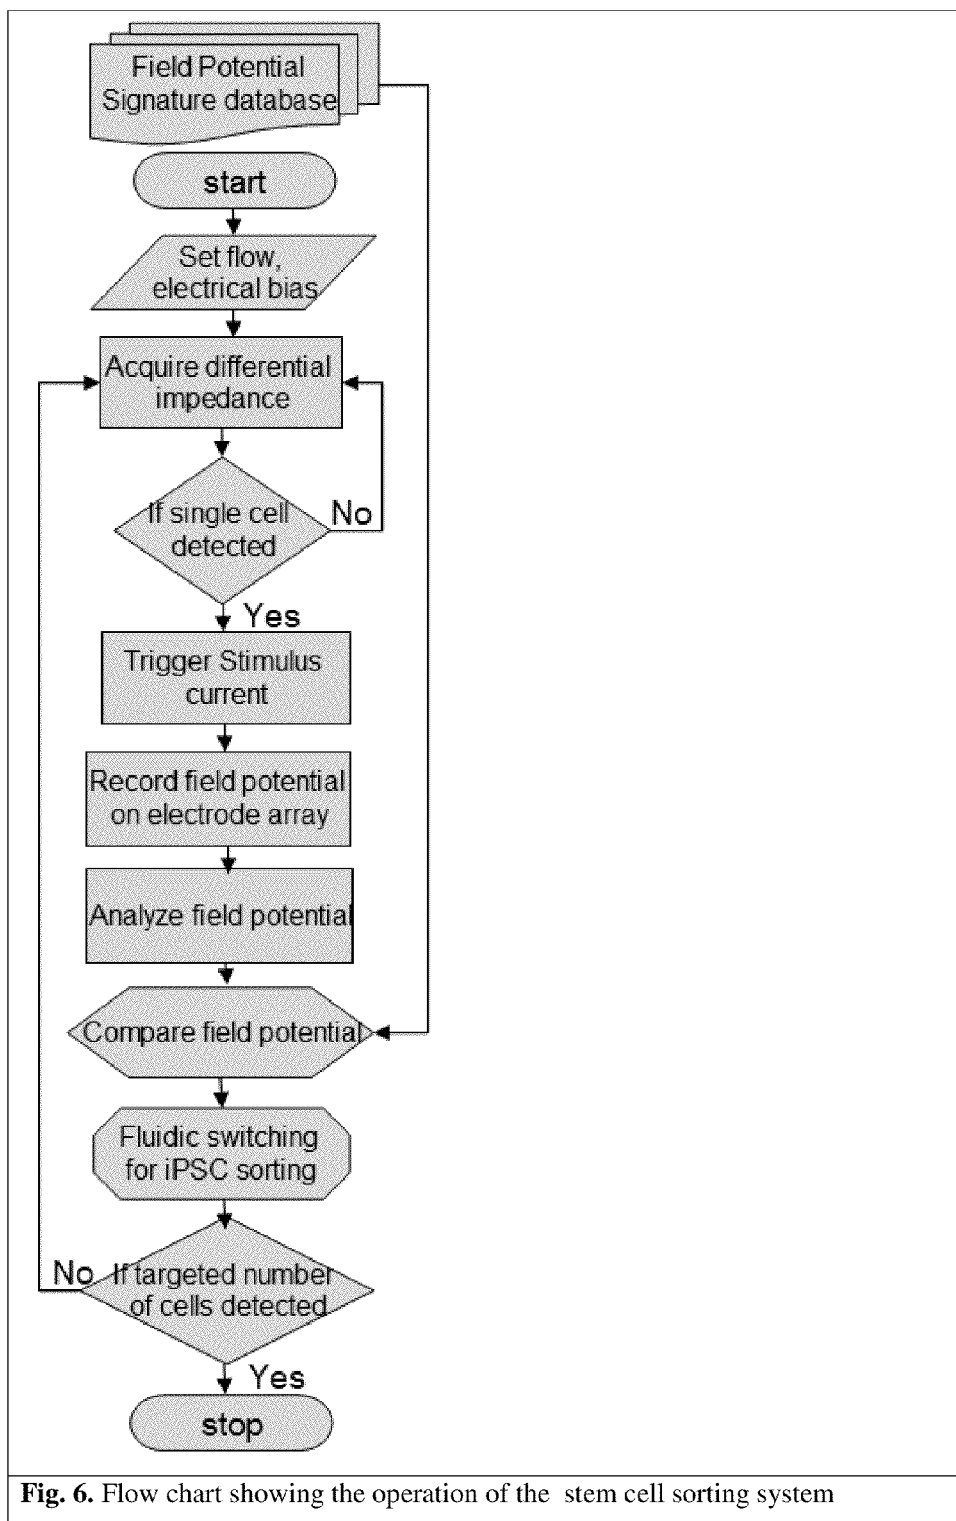 Field Potential
Signature database
start
Set flow,
electrical bias
Acquire differential
impedance
If single cell
detected
No
Yes
Trigger Stimulus
current
Record field potential
on electrode array
Analyze field potential
Compare field potential
Fluidic switching
for iPSC sorting
No
If targeted number
of cells detected
Yes
stop
Fig. 6. Flow chart showing the operation of the stem cell sorting system